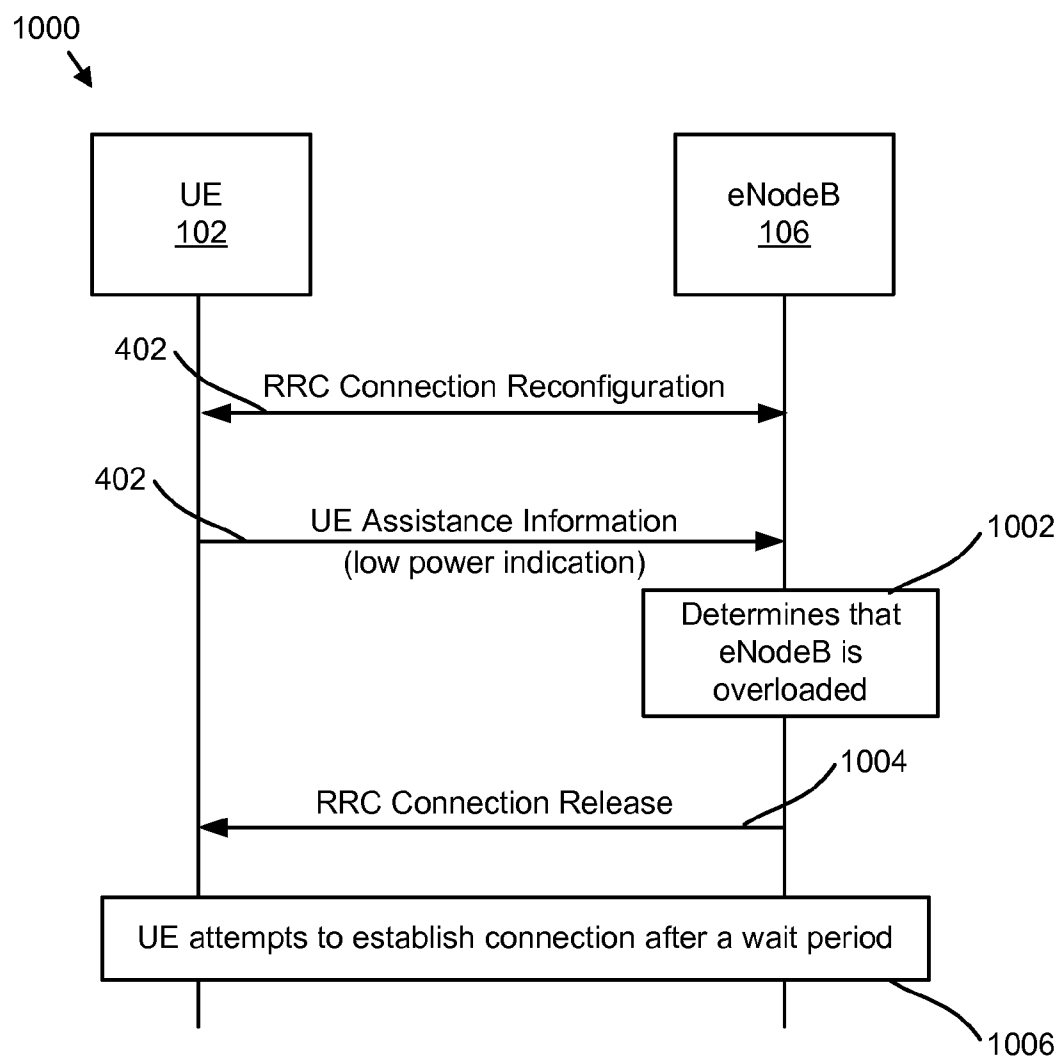 1000
UE
102
eNodeB
106
402
RRC Connection Reconfiguration
402
UE Assistance Information
(low power indication)
1002
Determines that
eNodeB is
overloaded
1004
RRC Connection Release
UE attempts to establish connection after a wait period
1006